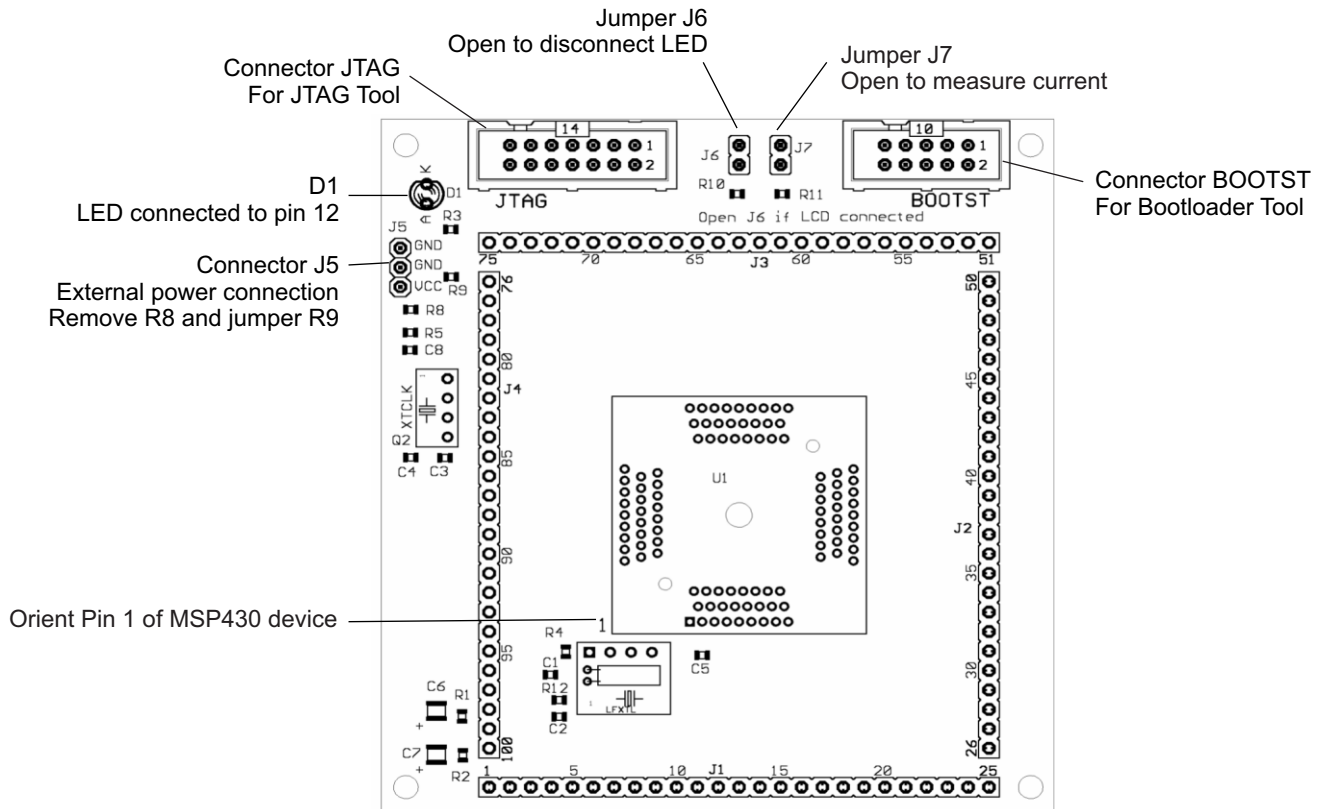 Jumper J6
Open to disconnect LED
Jumper J7
Open to measure current
Connector JTAG
For JTAG Tool
14
1
2
JTAG
J6
J7
R10
R11
Open J6 if LCD connected
10
1
2
BOOTST
Connector BOOTST
For Bootloader Tool
D1
LED connected to pin 12
K
D1
A
R3
J5
GND
GND
VCC
Connector J5
External power connection
Remove R8 and jumper R9
R9
R8
R5
C8
XTCLK
Q2
C4
C3
75
70
65
J3
60
55
51
76
80
J4
85
90
95
100
50
45
40
J2
35
30
26
U1
Orient Pin 1 of MSP430 device
1
R4
C1
R12
C2
LFXTL
C5
C6
R1
+
C7
+
R2
1
5
10
J1
15
20
25